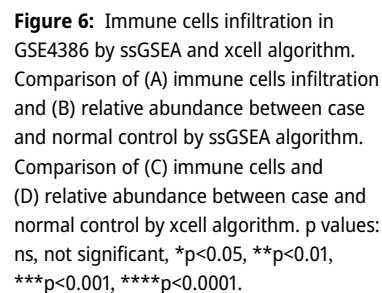 Figure 6: Immune cells infiltration in
GSE4386 by ssGSEA and xcell algorithm.
Comparison of (A) immune cells infiltration
and (B) relative abundance between case
and normal control by ssGSEA algorithm.
Comparison of (C) immune cells and
(D) relative abundance between case and
normal control by xcell algorithm. p values:
ns, not significant, *p<0.05, **p<0.01,
***p<0.001, ****p<0.0001.